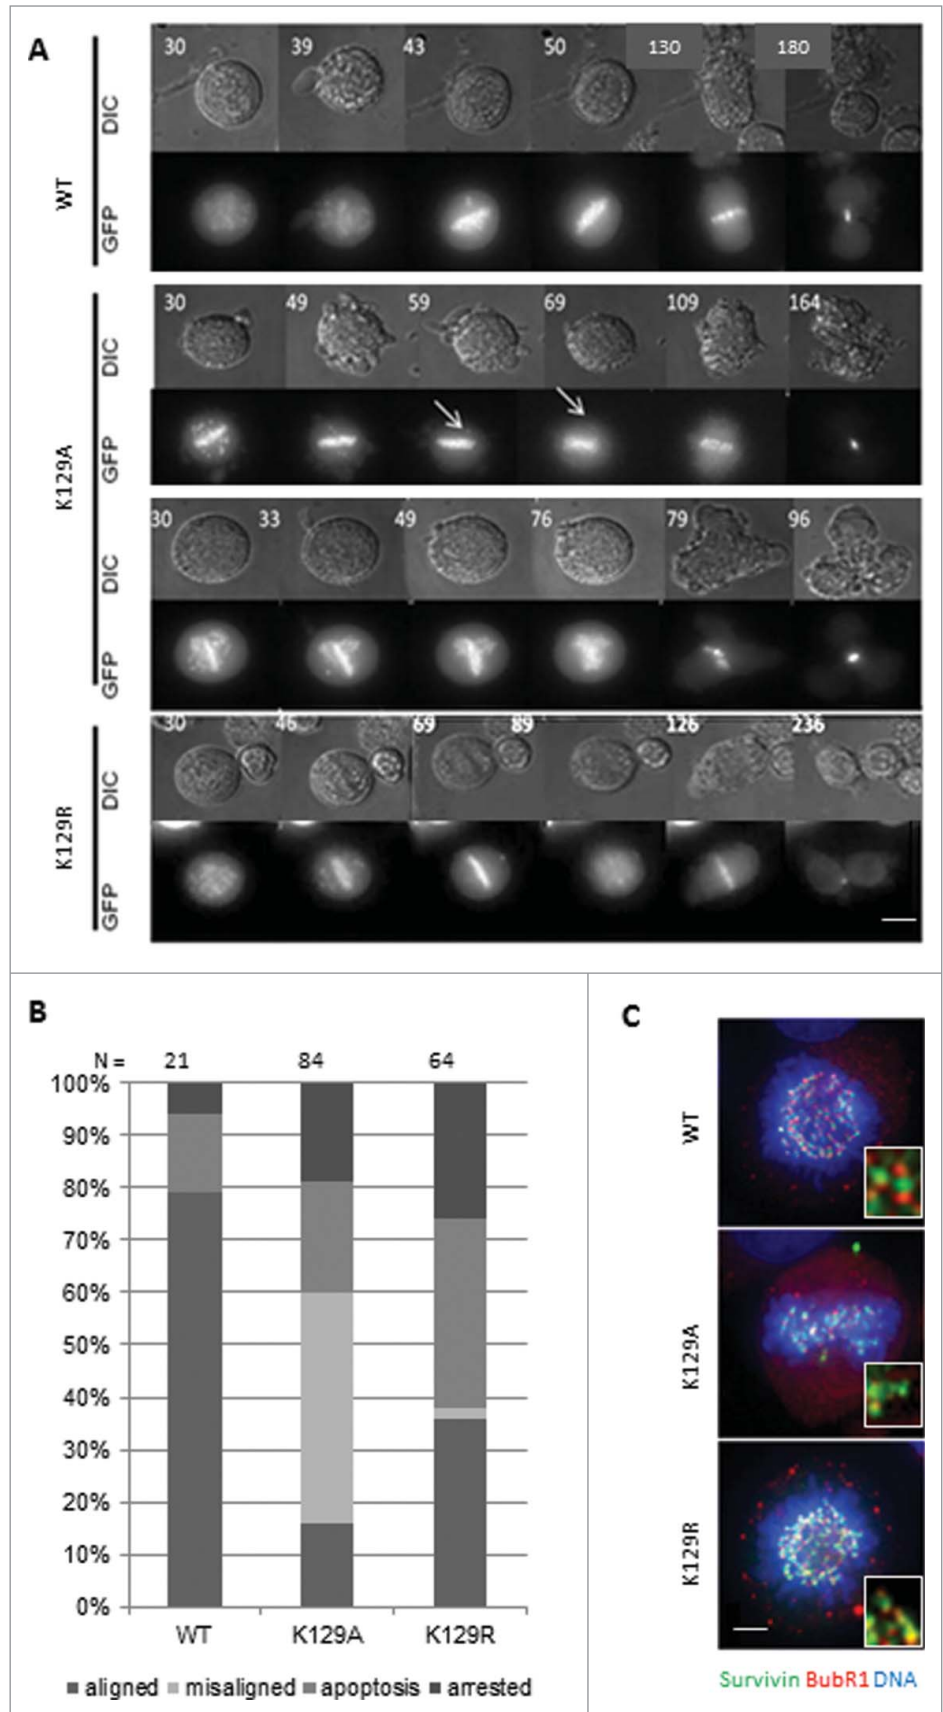 A
WT
DIC
30 39 43 50 130 180
GFP
K129A
DIC
30 49 59 69 109 164
GFP
DIC
30 33 49 76 79 96
GFP
K129R
DIC
30 46 69 89 126 236
GFP
B
N = 21 84 64
100%
90%
80%
70%
60%
50%
40%
30%
20%
10%
0%
WT K129A K129R
aligned misaligned apoptosis arrested
C
WT
K129A
K129R
Survivin BubR1 DNA